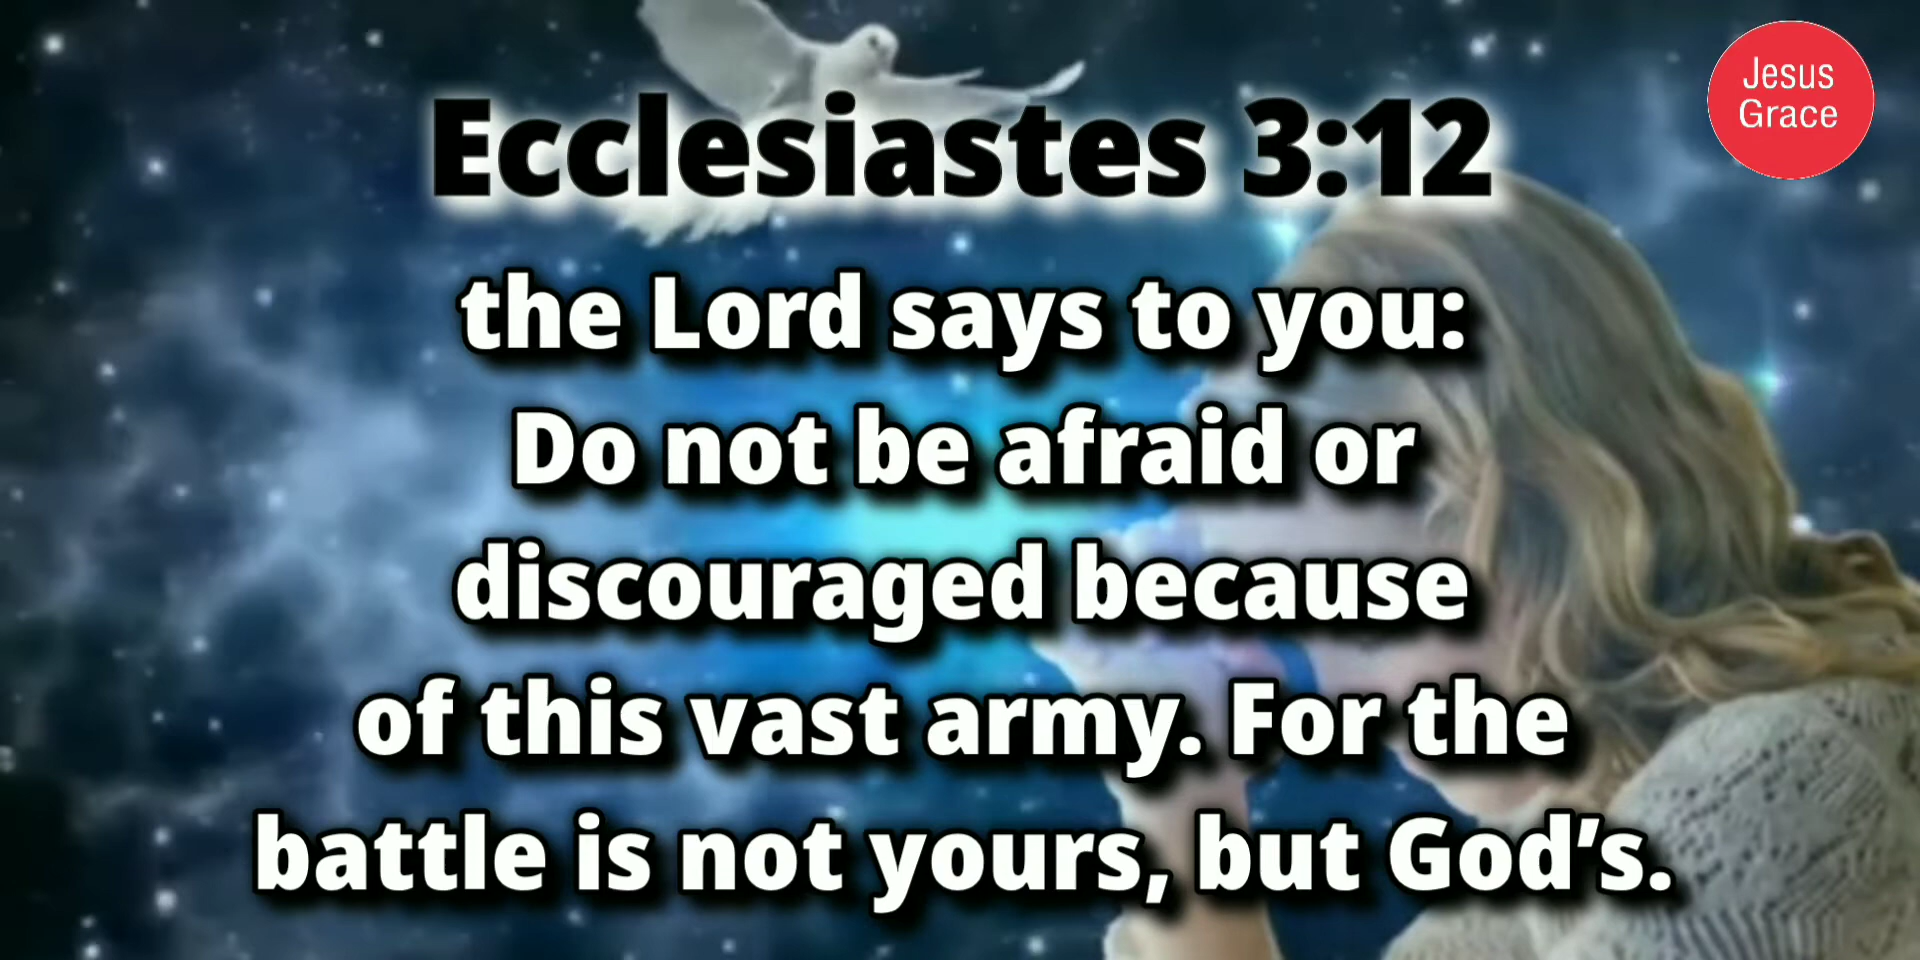 Jesus
Grace
Ecclesiastes 3:12
the Lord says to you:
Do not be afraid or
discouraged because
of this vast army. For the
battle is not yours, but God’s.